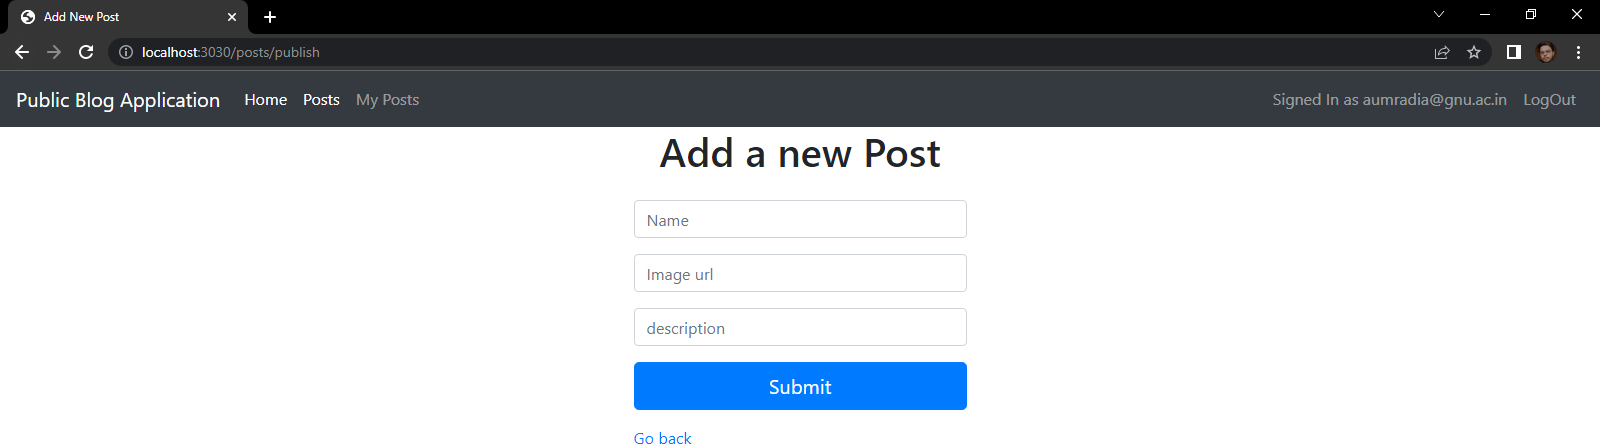 Add New Post
localhost:3030/posts/publish
Public Blog Application Home Posts My Posts Signed In as aumradia@gnu.ac.in LogOut
Add a new Post
Name
Image url
description
Submit
Go back